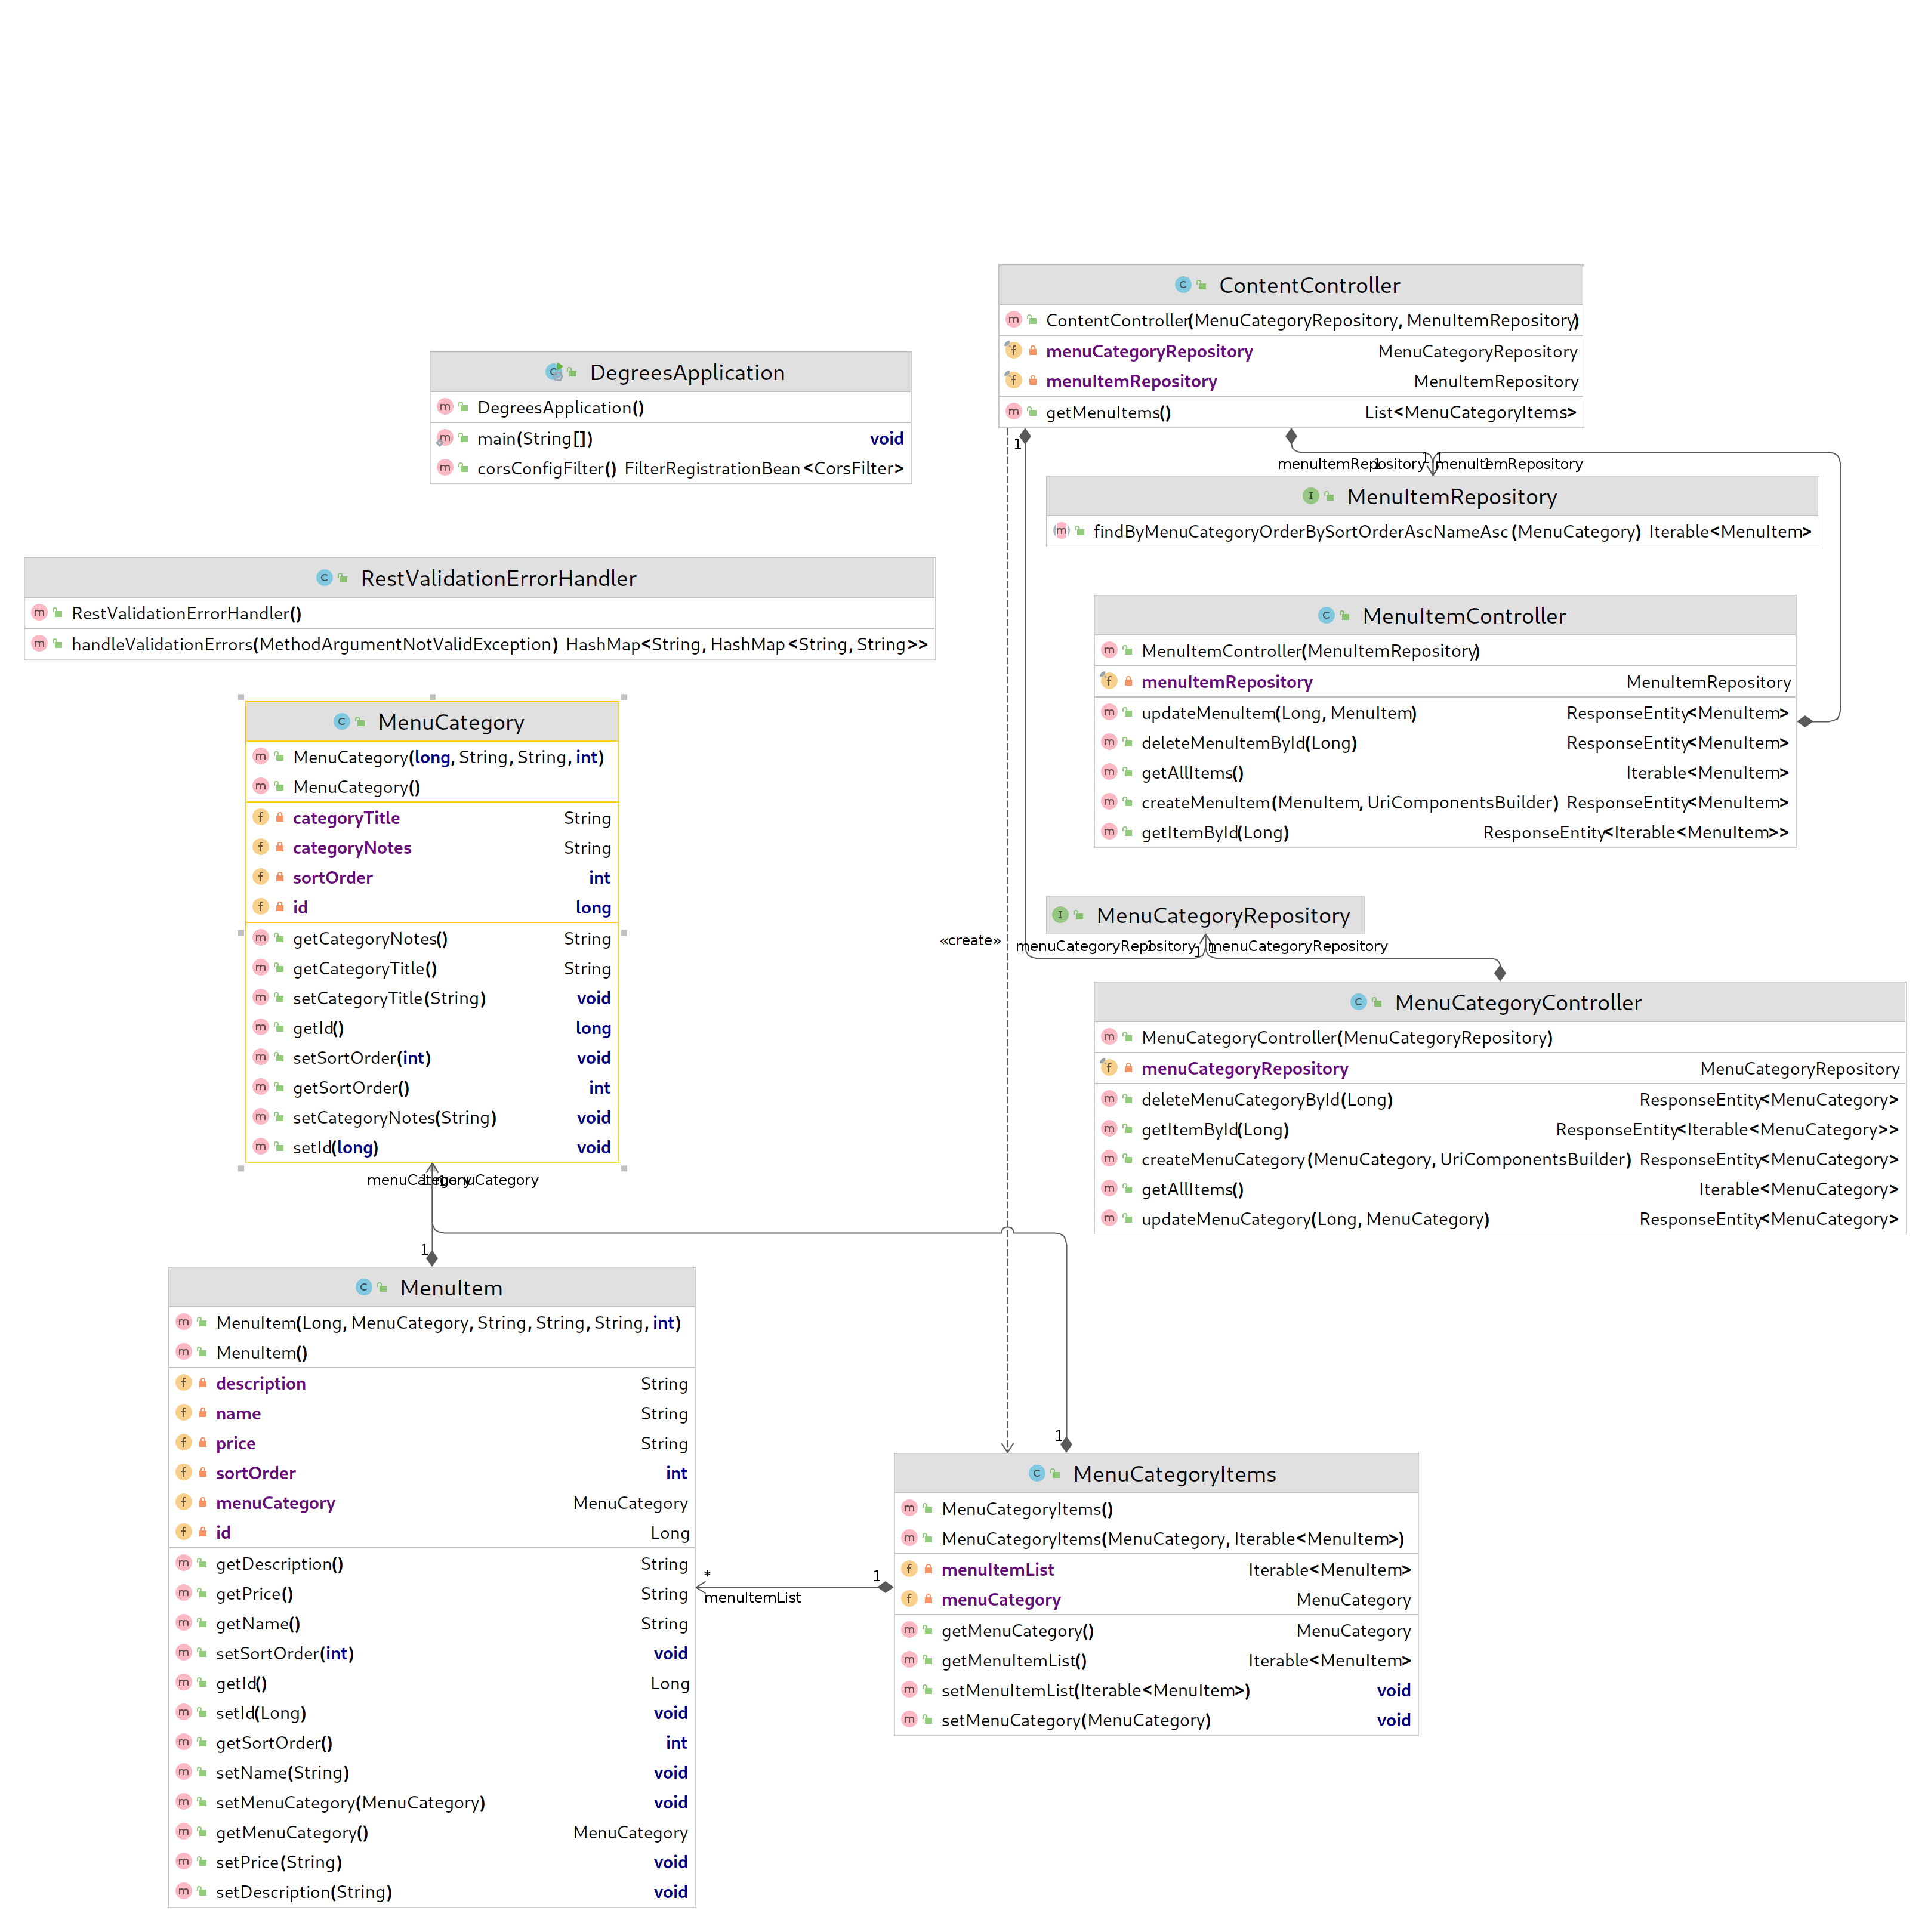 ContentController
ContentController(MenuCategoryRepository, MenuItemRepository)
menuCategoryRepository MenuCategoryRepository
menuItemRepository MenuItemRepository
getMenuItems() List<MenuCategoryItems>
1
menuItemRepository 1 1 1 menuItemRepository
DegreesApplication
DegreesApplication()
main(String[]) void
corsConfigFilter() FilterRegistrationBean<CorsFilter>
MenuItemRepository
findByMenuCategoryOrderBySortOrderAscNameAsc(MenuCategory) Iterable<MenuItem>
RestValidationErrorHandler
RestValidationErrorHandler()
handleValidationErrors(MethodArgumentNotValidException) HashMap<String, HashMap<String, String>>
MenuItemController
MenuItemController(MenuItemRepository)
menuItemRepository MenuItemRepository
updateMenuItem(Long, MenuItem) ResponseEntity<MenuItem>
deleteMenuItemById(Long) ResponseEntity<MenuItem>
getAllItems() Iterable<MenuItem>
createMenuItem(MenuItem, UriComponentsBuilder) ResponseEntity<MenuItem>
getItemById(Long) ResponseEntity<Iterable<MenuItem>>
MenuCategory
MenuCategory(long, String, String, int)
MenuCategory()
categoryTitle String
categoryNotes String
sortOrder int
id long
getCategoryNotes() String
getCategoryTitle() String
setCategoryTitle(String) void
getId() long
setSortOrder(int) void
getSortOrder() int
setCategoryNotes(String) void
setId(long) void
menuCategory 1 1 menuCategory
1
MenuCategoryRepository
«create»
menuCategoryRepository 1 1 1 menuCategoryRepository
MenuCategoryController
MenuCategoryController(MenuCategoryRepository)
menuCategoryRepository MenuCategoryRepository
deleteMenuCategoryById(Long) ResponseEntity<MenuCategory>
getItemById(Long) ResponseEntity<Iterable<MenuCategory>>
createMenuCategory(MenuCategory, UriComponentsBuilder) ResponseEntity<MenuCategory>
getAllItems() Iterable<MenuCategory>
updateMenuCategory(Long, MenuCategory) ResponseEntity<MenuCategory>
MenuItem
MenuItem(Long, MenuCategory, String, String, String, int)
MenuItem()
description String
name String
price String
sortOrder int
menuCategory MenuCategory
id Long
getDescription() String
getPrice() String
getName() String
setSortOrder(int) void
getId() Long
setId(Long) void
getSortOrder() int
setName(String) void
setMenuCategory(MenuCategory) void
getMenuCategory() MenuCategory
setPrice(String) void
setDescription(String) void
* 1
menuItemList
1
MenuCategoryItems
MenuCategoryItems()
MenuCategoryItems(MenuCategory, Iterable<MenuItem>)
menuItemList Iterable<MenuItem>
menuCategory MenuCategory
getMenuCategory() MenuCategory
getMenuItemList() Iterable<MenuItem>
setMenuItemList(Iterable<MenuItem>) void
setMenuCategory(MenuCategory) void